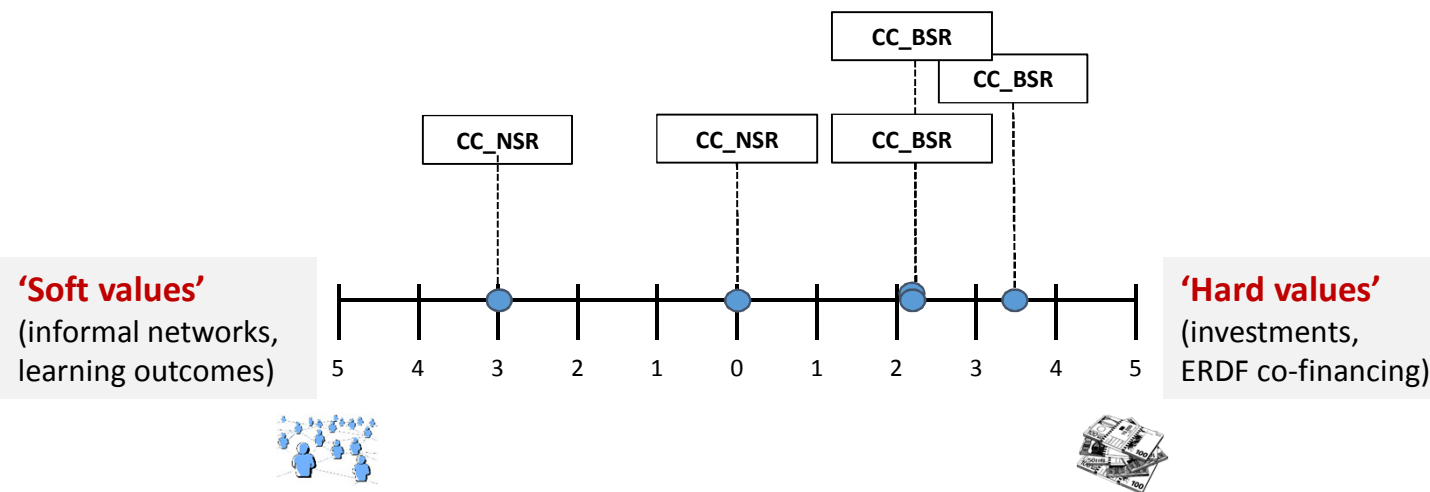 CC_BSR
CC_BSR
CC_NSR
CC_NSR
CC_BSR
‘Soft values’
(informal networks,
learning outcomes)
‘Hard values’
(investments,
ERDF co-financing)
5 4 3 2 1 0 1 2 3 4 5